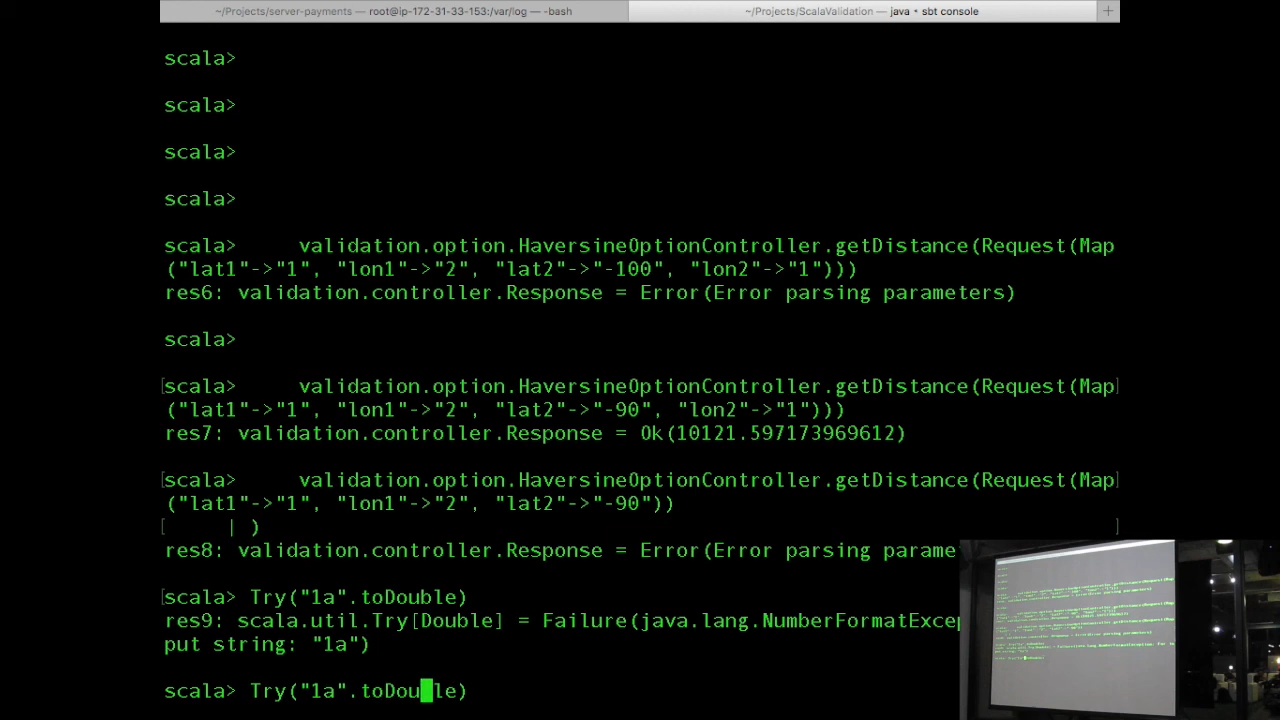 ~/Projects/server-payments — root@ip-172-31-33-153:/var/log — -bash
~/Projects/ScalaValidation — java • sbt console
scala>
scala>
scala>
scala>
scala> validation.option.HaversineOptionController.getDistance(Request(Map
("lat1"->"1", "lon1"->"2", "lat2"->"-100", "lon2"->"1")))
res6: validation.controller.Response = Error(Error parsing parameters)
scala>
scala> validation.option.HaversineOptionController.getDistance(Request(Map
("lat1"->"1", "lon1"->"2", "lat2"->"-90", "lon2"->"1")))
res7: validation.controller.Response = Ok(10121.597173969612)
scala> validation.option.HaversineOptionController.getDistance(Request(Map
("lat1"->"1", "lon1"->"2", "lat2"->"-90"))
| )
res8: validation.controller.Response = Error(Error parsing parame
scala> Try("1a".toDouble)
res9: scala.util.Try[Double] = Failure(java.lang.NumberFormatExcep
put string: "1a")
scala> Try("1a".toDouble)